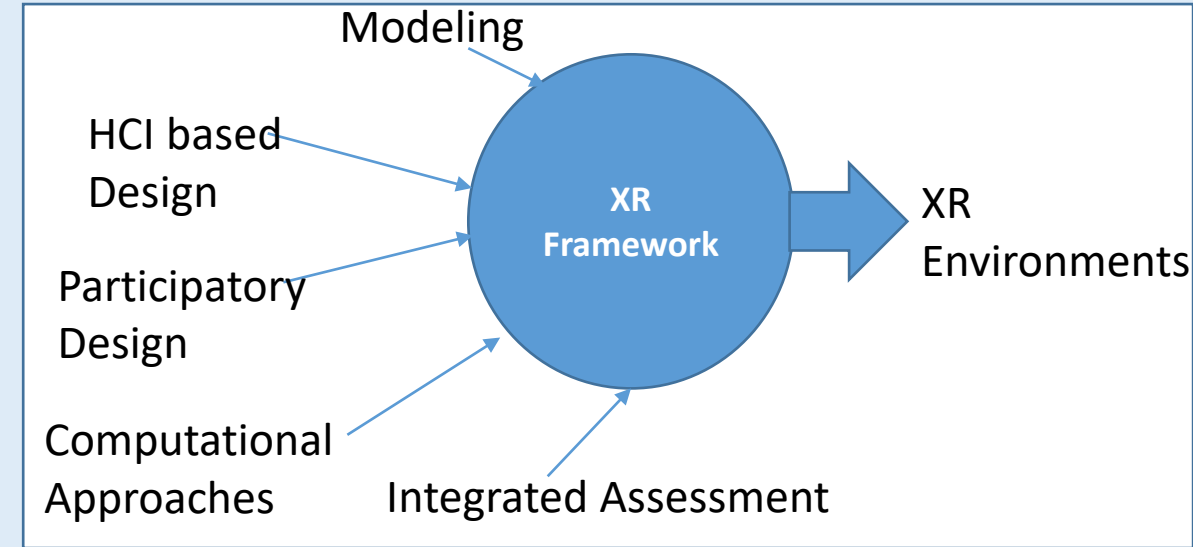 Modeling
HCI based
Design
Participatory
Design
Computational
Approaches
Integrated Assessment
XR
Framework
XR
Environments